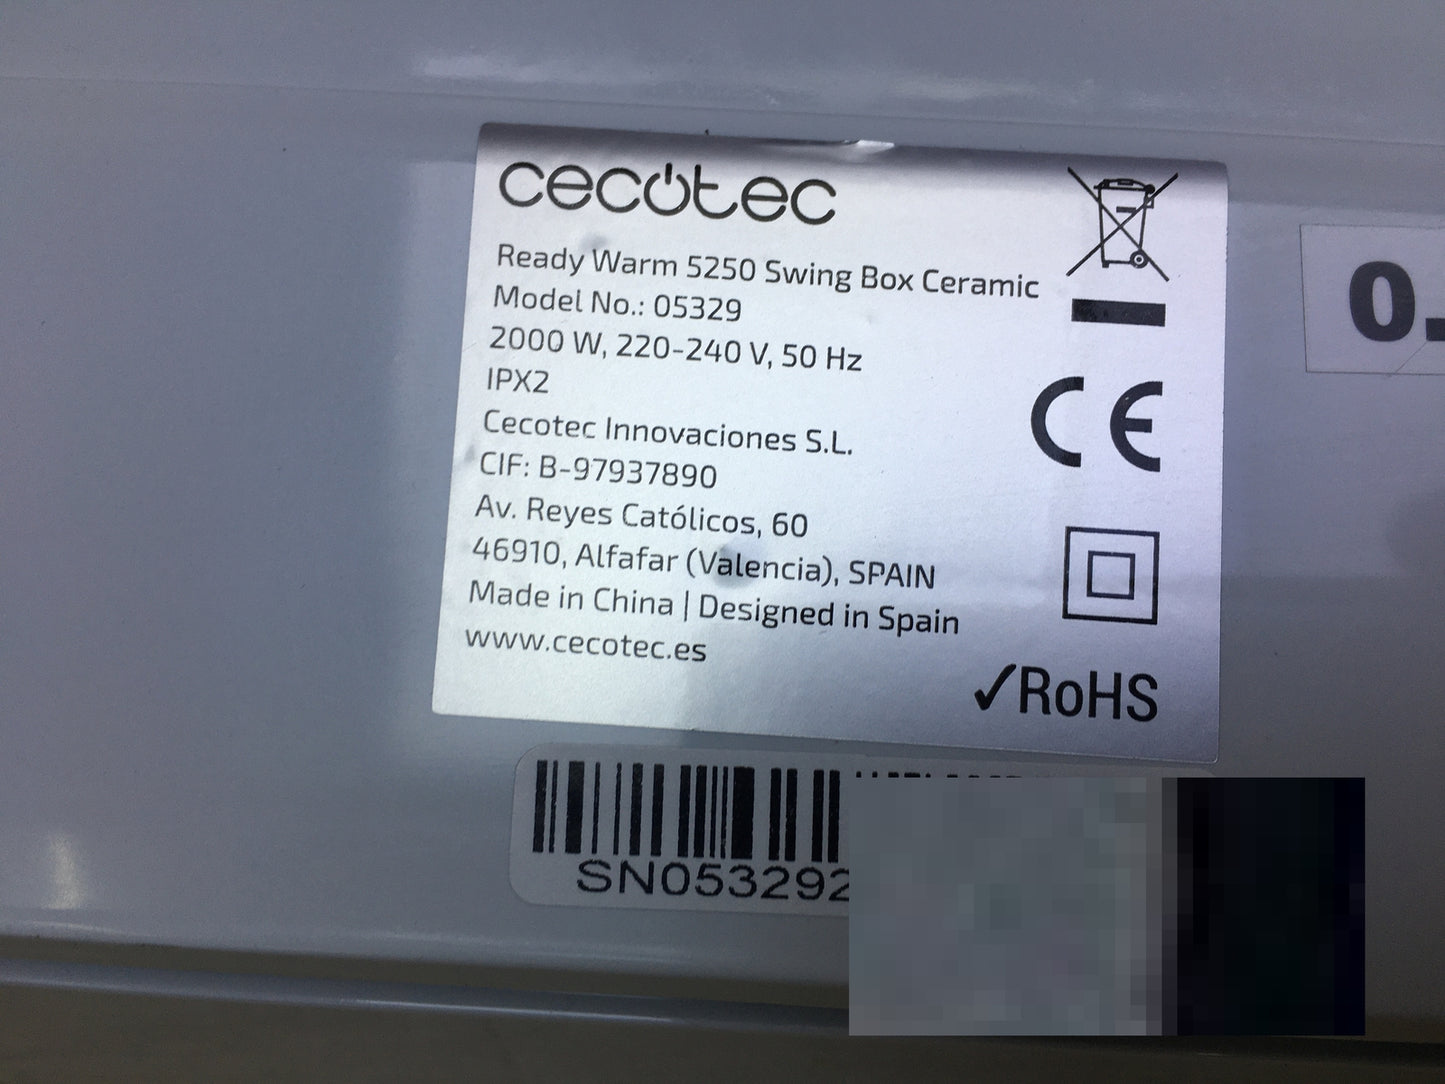 cecotec
Ready Warm 5250 Swing Box Ceramic
Model No.: 05329
2000 W, 220-240 V, 50 Hz
IPX2
Cecotec Innovaciones S.L.
CIF: B-97937890
Av. Reyes Católicos, 60
46910, Alfafar (Valencia), SPAIN
Made in China | Designed in Spain
www.cecotec.es
CE
✓RoHS
0.
SN053292